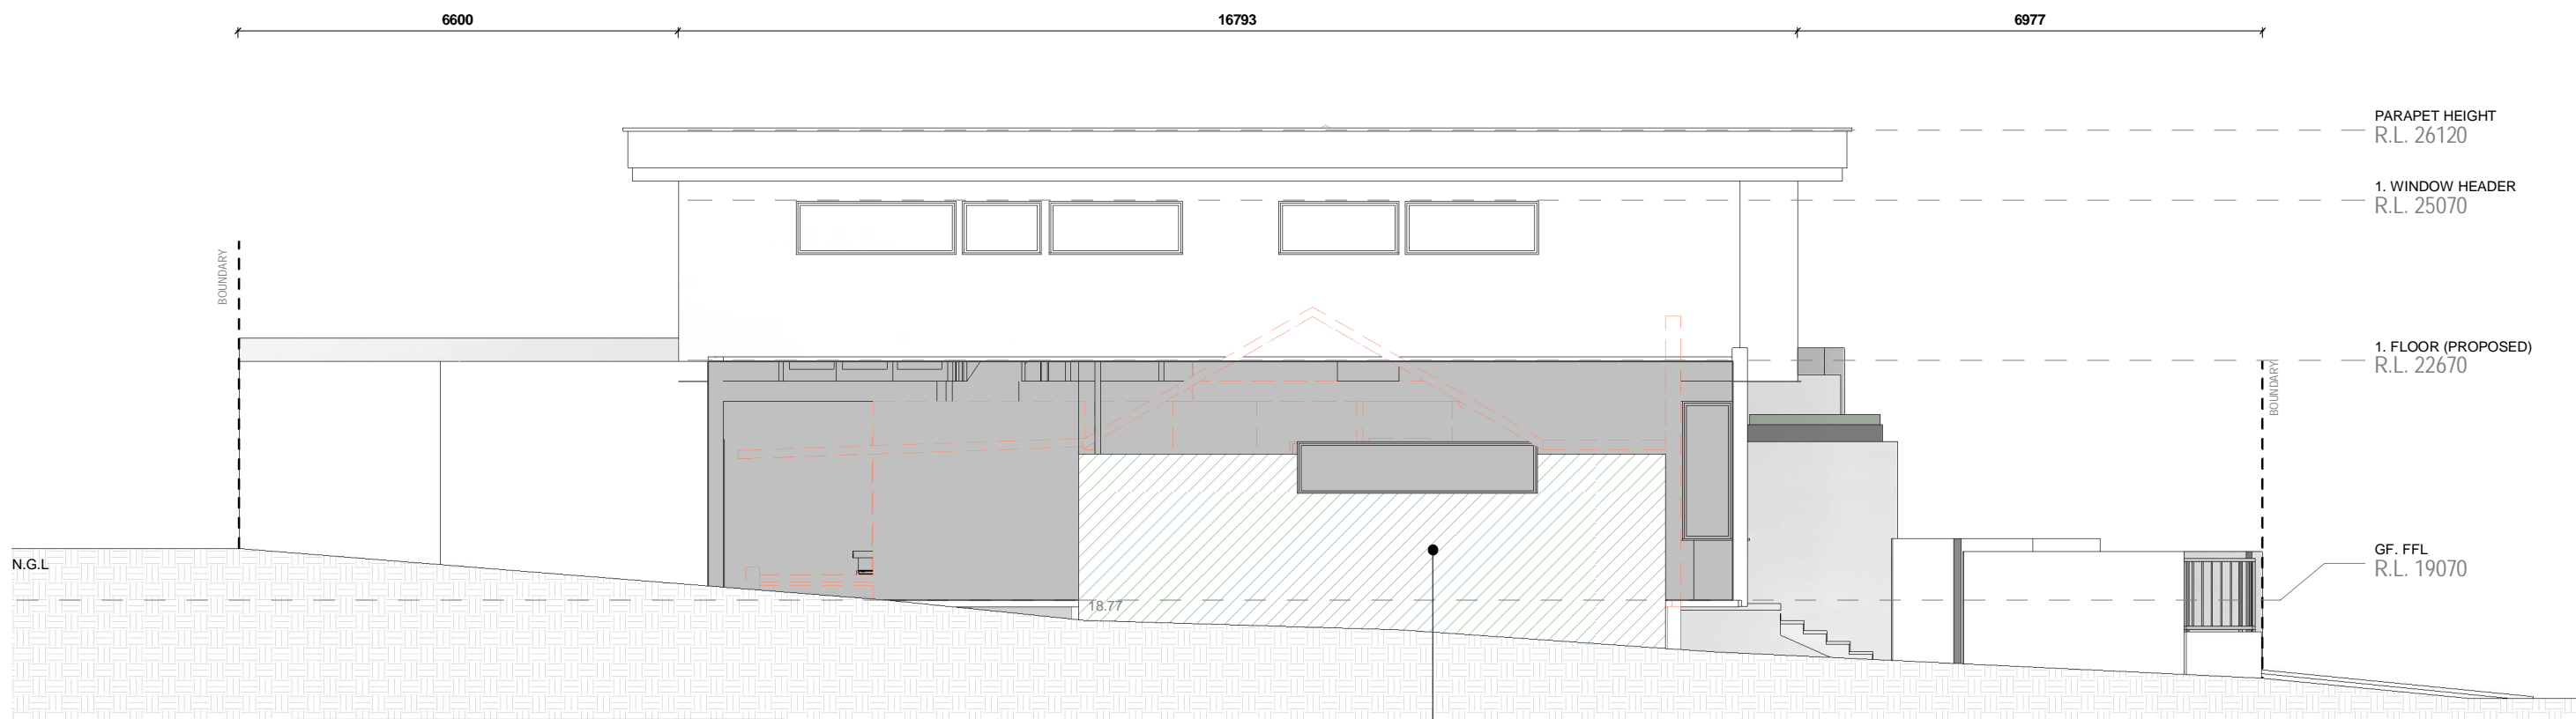 6600
16793
6977
PARAPET HEIGHT
R.L. 26120
1. WINDOW HEADER
R.L. 25070
BOUNDARY
1. FLOOR (PROPOSED)
R.L. 22670
BOUNDARY
N.G.L
GF. FFL
R.L. 19070
18.77